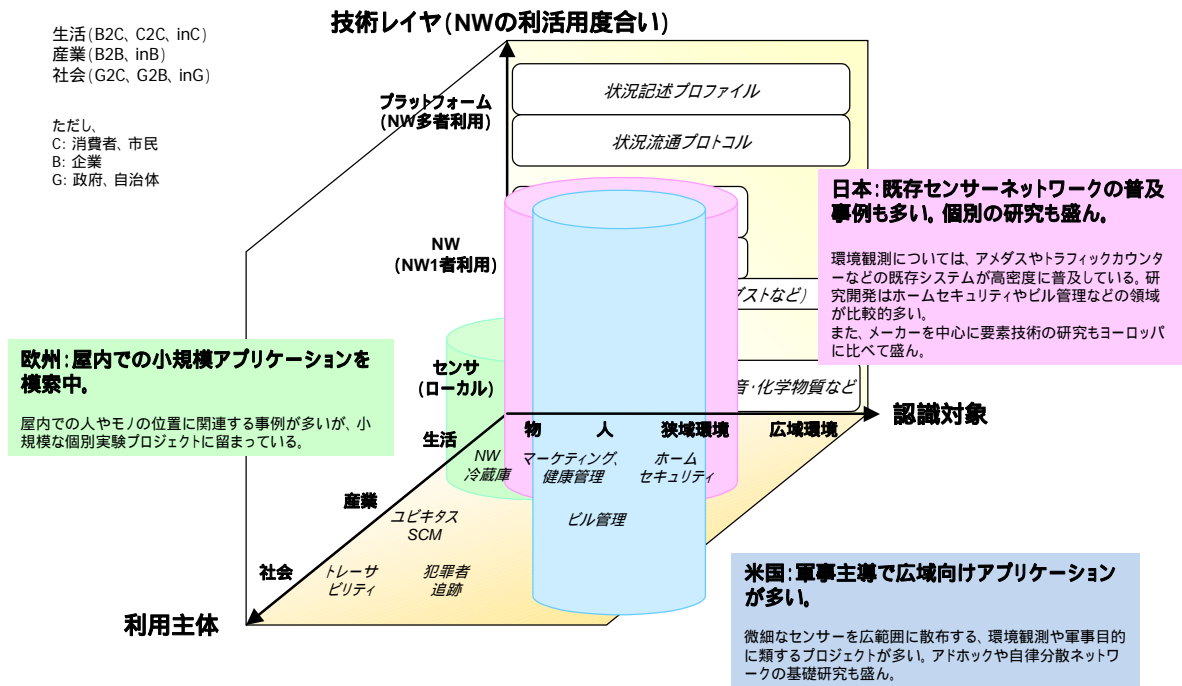 技術レイヤ(NWの利活用度合い)
生活(B2C、C2C、inC)
産業(B2B、inB)
社会(G2C、G2B、inG)
ただし、
C: 消費者、市民
B: 企業
G: 政府、自治体
プラットフォーム
(NW多者利用)
状況記述プロファイル
状況流通プロトコル
NW
(NW1者利用)
ダストなど)
センサ
(ローカル)
音・化学物質など
日本:既存センサーネットワークの普及
事例も多い。個別の研究も盛ん。
環境観測については、アメダスやトラフィックカウンタ
ーなどの既存システムが高密度に普及している。研
究開発はホームセキュリティやビル管理などの領域
が比較的多い。
また、メーカーを中心に要素技術の研究もヨーロッパ
に比べて盛ん。
欧州:屋内での小規模アプリケーションを
模索中。
屋内での人やモノの位置に関連する事例が多いが、小
規模な個別実験プロジェクトに留まっている。
認識対象
物 人 狭域環境 広域環境
生活
NW
冷蔵庫
マーケティング、
健康管理
ホーム
セキュリティ
産業
ユビキタス
SCM
ビル管理
社会
トレーサ
ビリティ
犯罪者
追跡
利用主体
米国:軍事主導で広域向けアプリケーション
が多い。
微細なセンサーを広範囲に散布する、環境観測や軍事目的
に類するプロジェクトが多い。アドホックや自律分散ネットワ
ークの基礎研究も盛ん。